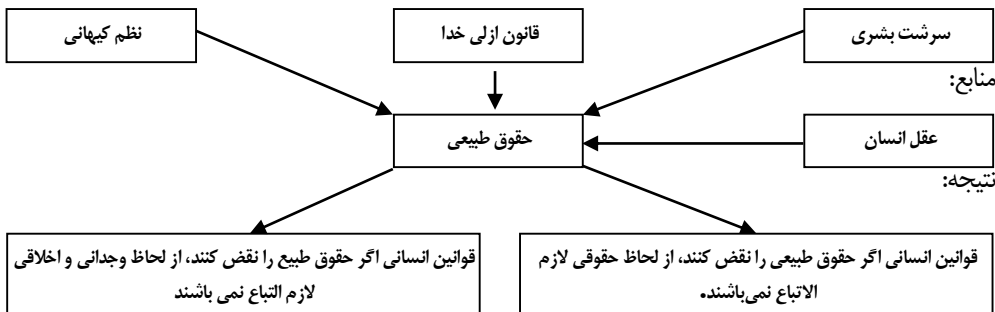 سرشت بشری
قانون ازلی خدا
نظم کیهانی
منابع:
عقل انسان
حقوق طبیعی
نتیجه:
قوانین انسانی اگر حقوق طبیعی را نقض کنند، از لحاظ حقوقی لازم
الاتباع نمی‌باشند.
قوانین انسانی اگر حقوق طبیع را نقض کنند، از لحاظ وجدانی و اخلاقی
لازم التباع نمی باشند